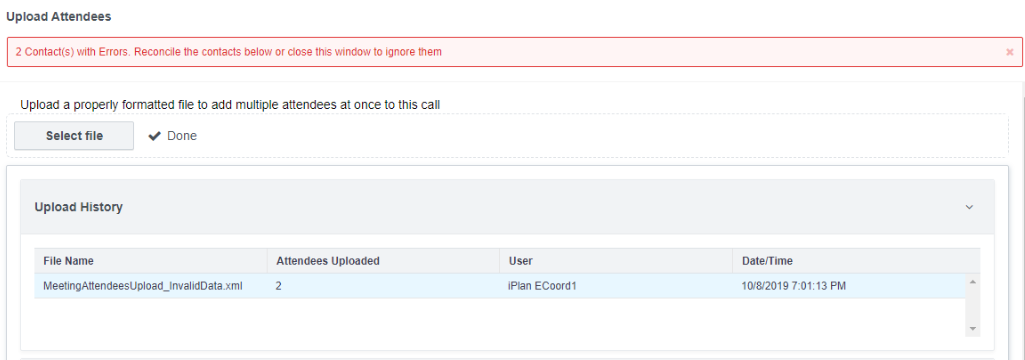 Upload Attendees
2 Contact(s) with Errors. Reconcile the contacts below or close this window to ignore them
Upload a properly formatted file to add multiple attendees at once to this call
Select file Done
Upload History
File Name Attendees Uploaded User Date/Time
MeetingAttendeesUpload_InvalidData.xml 2 iPlan ECoord1 10/8/2019 7:01:13 PM